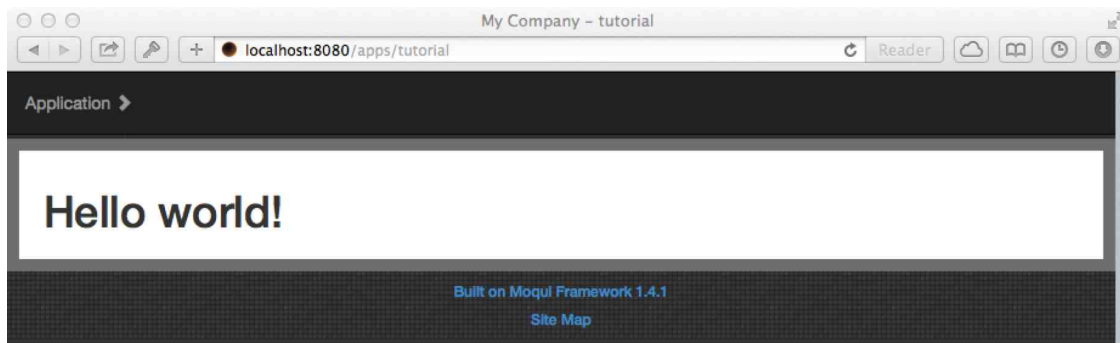 My Company – tutorial
localhost:8080/apps/tutorial
Reader
Application
Hello world!
Built on Moqui Framework 1.4.1
Site Map